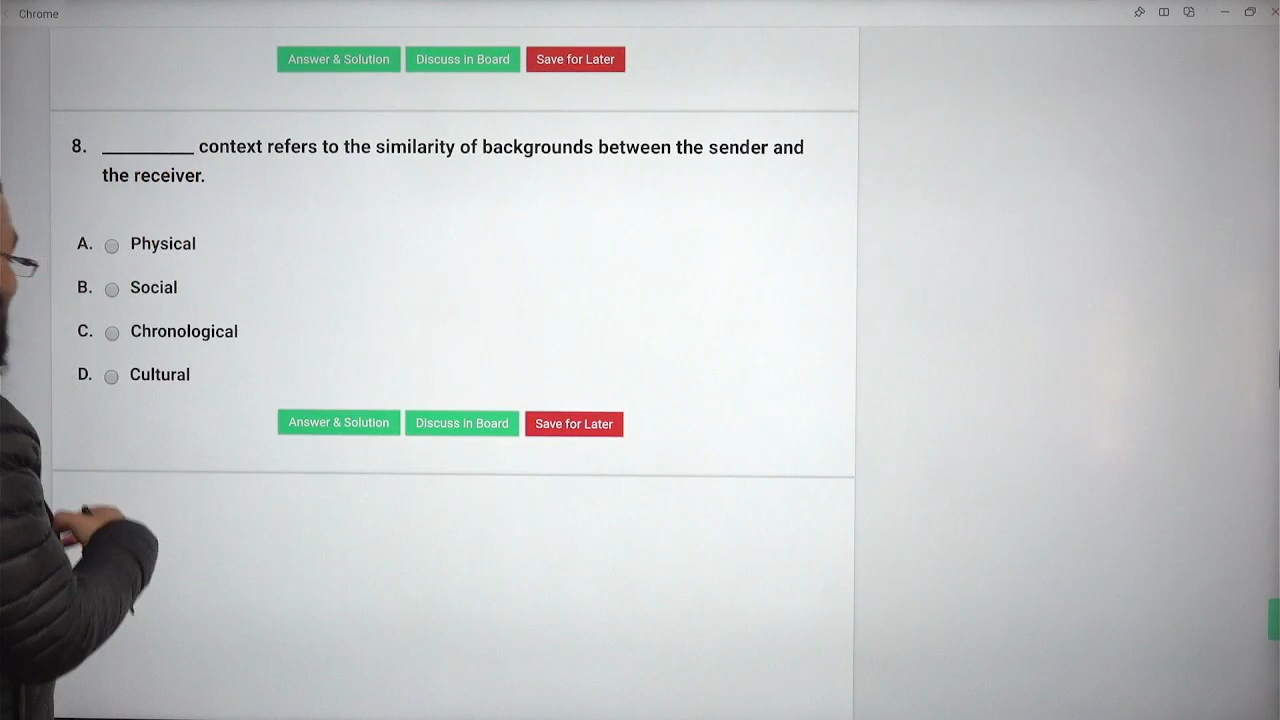 Chrome
Answer & Solution Discuss in Board Save for Later
8. __________ context refers to the similarity of backgrounds between the sender and
the receiver.
A. Physical
B. Social
C. Chronological
D. Cultural
Answer & Solution Discuss in Board Save for Later